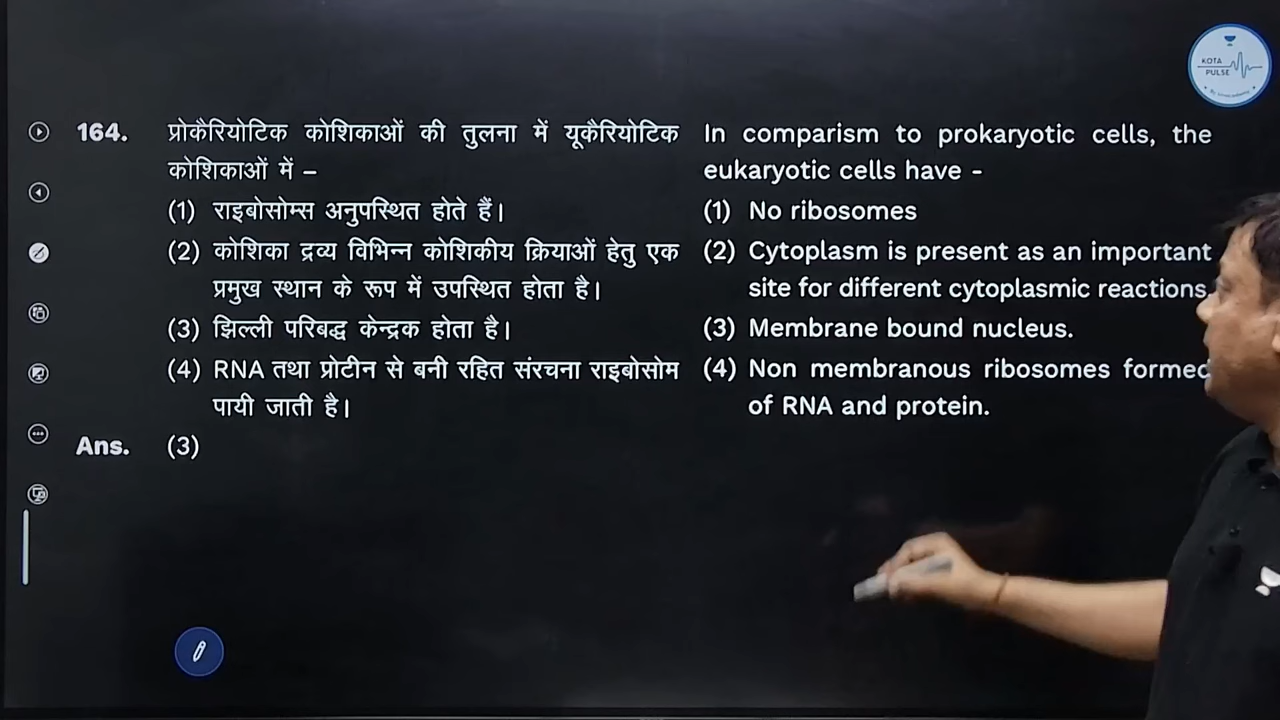 KOTA
PULSE
164. प्रोकैरियोटिक कोशिकाओं की तुलना में यूकैरियोटिक
कोशिकाओं में –
(1) राइबोसोम्स अनुपस्थित होते हैं।
(2) कोशिका द्रव्य विभिन्न कोशिकीय क्रियाओं हेतु एक
प्रमुख स्थान के रूप में उपस्थित होता है।
(3) झिल्ली परिबद्ध केन्द्रक होता है।
(4) RNA तथा प्रोटीन से बनी रहित संरचना राइबोसोम
पायी जाती है।
Ans. (3)
In comparism to prokaryotic cells, the
eukaryotic cells have -
(1) No ribosomes
(2) Cytoplasm is present as an important
site for different cytoplasmic reactions.
(3) Membrane bound nucleus.
(4) Non membranous ribosomes formed
of RNA and protein.